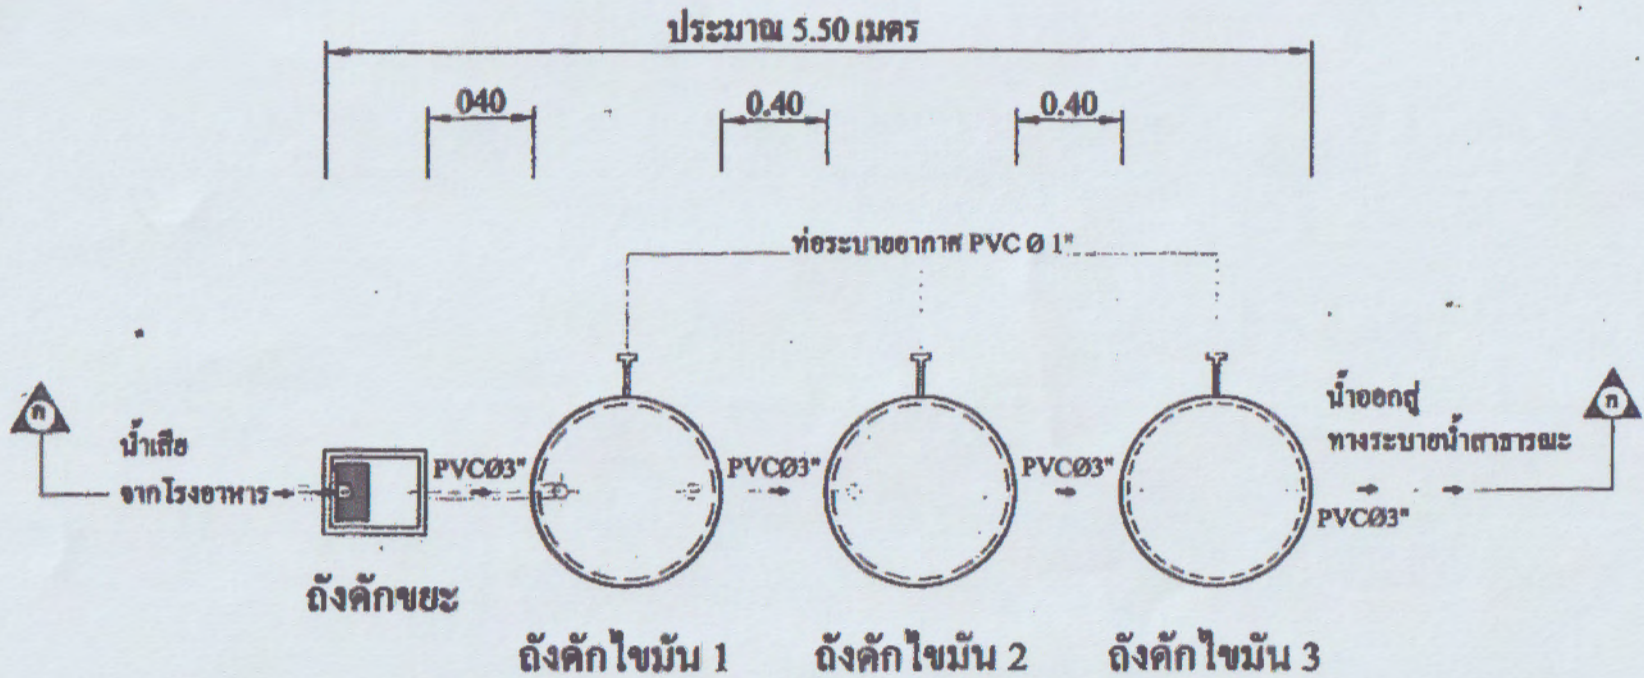 ประมาณ 5.50 เมตร
040 0.40 0.40
ท่อระบายอากาศ PVC Ø 1"
ก
น้ำเสีย
จากโรงอาหาร
PVCØ3"
PVCØ3"
PVCØ3"
น้ำออกสู่
ทางระบายน้ำสาธารณะ
PVCØ3"
ก
ถังดักขยะ
ถังดักไขมัน 1 ถังดักไขมัน 2 ถังดักไขมัน 3